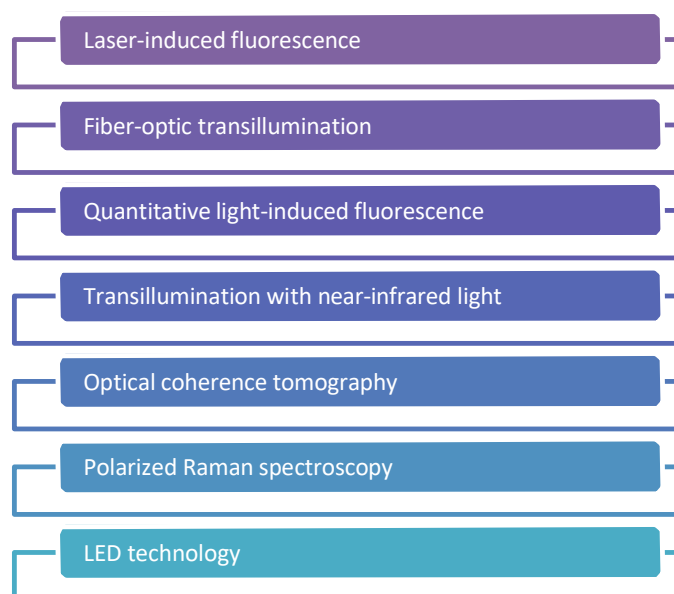 Laser-induced fluorescence
Fiber-optic transillumination
Quantitative light-induced fluorescence
Transillumination with near-infrared light
Optical coherence tomography
Polarized Raman spectroscopy
LED technology